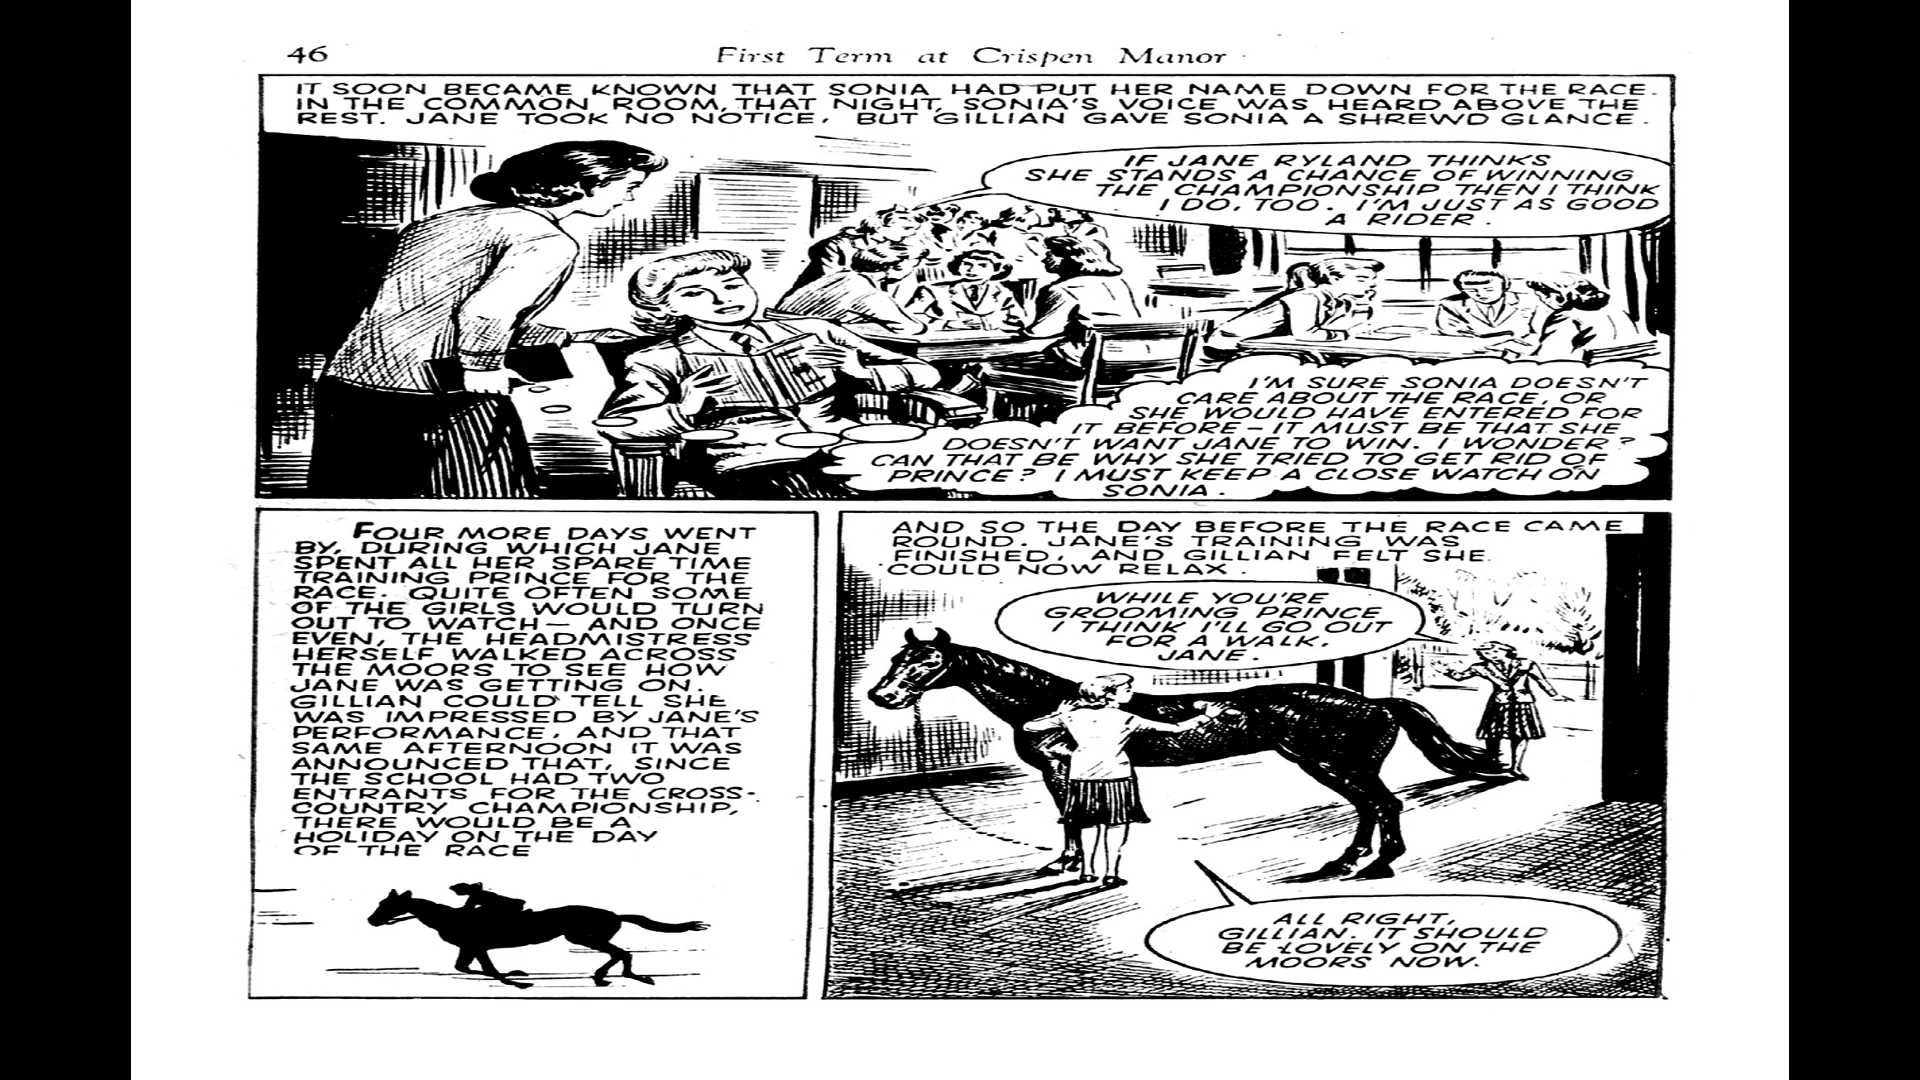 46
First Term at Crispen Manor
IT SOON BECAME KNOWN THAT SONIA HAD PUT HER NAME DOWN FOR THE RACE.
IN THE COMMON ROOM, THAT NIGHT, SONIA'S VOICE WAS HEARD ABOVE THE
REST. JANE TOOK NO NOTICE, BUT GILLIAN GAVE SONIA A SHREWD GLANCE.
IF JANE RYLAND THINKS
SHE STANDS A CHANCE OF WINNING
THE CHAMPIONSHIP THEN I THINK
I DO, TOO. I'M JUST AS GOOD
A RIDER.
I'M SURE SONIA DOESN'T
CARE ABOUT THE RACE, OR
SHE WOULD HAVE ENTERED FOR
IT BEFORE — IT MUST BE THAT SHE
DOESN'T WANT JANE TO WIN. I WONDER?
CAN THAT BE WHY SHE TRIED TO GET RID OF
PRINCE? I MUST KEEP A CLOSE WATCH ON
SONIA.
FOUR MORE DAYS WENT
BY, DURING WHICH JANE
SPENT ALL HER SPARE TIME
TRAINING PRINCE FOR THE
RACE. QUITE OFTEN SOME
OF THE GIRLS WOULD TURN
OUT TO WATCH — AND ONCE
EVEN, THE HEADMISTRESS
HERSELF WALKED ACROSS
THE MOORS TO SEE HOW
JANE WAS GETTING ON.
GILLIAN COULD TELL SHE
WAS IMPRESSED BY JANE'S
PERFORMANCE, AND THAT
SAME AFTERNOON IT WAS
ANNOUNCED THAT, SINCE
THE SCHOOL HAD TWO
ENTRANTS FOR THE CROSS-
COUNTRY CHAMPIONSHIP,
THERE WOULD BE A
HOLIDAY ON THE DAY
OF THE RACE
AND SO THE DAY BEFORE THE RACE CAME
ROUND. JANE'S TRAINING WAS
FINISHED, AND GILLIAN FELT SHE
COULD NOW RELAX.
WHILE YOU'RE
GROOMING PRINCE
I THINK I'LL GO OUT
FOR A WALK,
JANE.
ALL RIGHT,
GILLIAN. IT SHOULD
BE LOVELY ON THE
MOORS NOW.